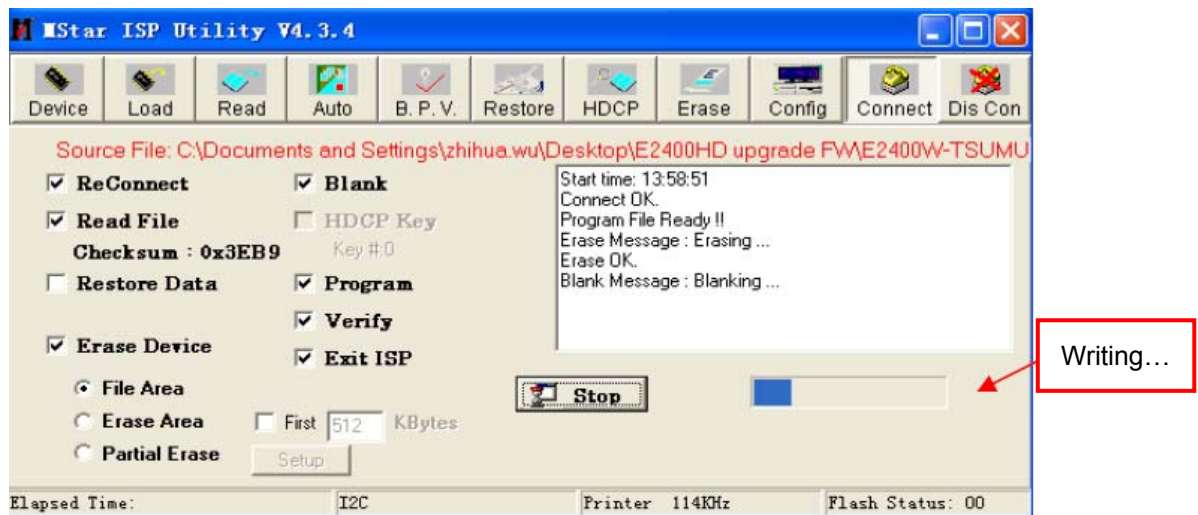 MStar ISP Utility V4.3.4
Device Load Read Auto B. P. V. Restore HDCP Erase Config Connect Dis Con
Source File: C:\Documents and Settings\zhihua.wu\Desktop\E2400HD upgrade FW\E2400W-TSUMU
ReConnect
Blank
Read File
HDCP Key
Checksum : 0x3EB9
Key #:0
Restore Data
Program
Verify
Erase Device
Exit ISP
File Area
Erase Area
First 512 KBytes
Partial Erase
Setup
Start time: 13:58:51
Connect OK.
Program File Ready !!
Erase Message : Erasing ...
Erase OK.
Blank Message : Blanking ...
Stop
Writing…
Elapsed Time: I2C Printer 114KHz Flash Status: 00